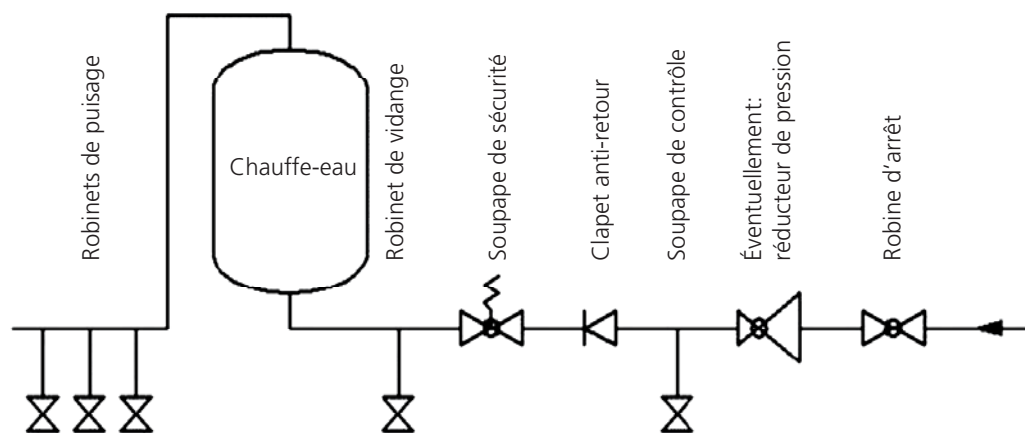 Robinets de puisage
Chauffe-eau
Robinet de vidange
Soupape de sécurité
Clapet anti-retour
Soupape de contrôle
Éventuellement:
réducteur de pression
Robine d’arrêt